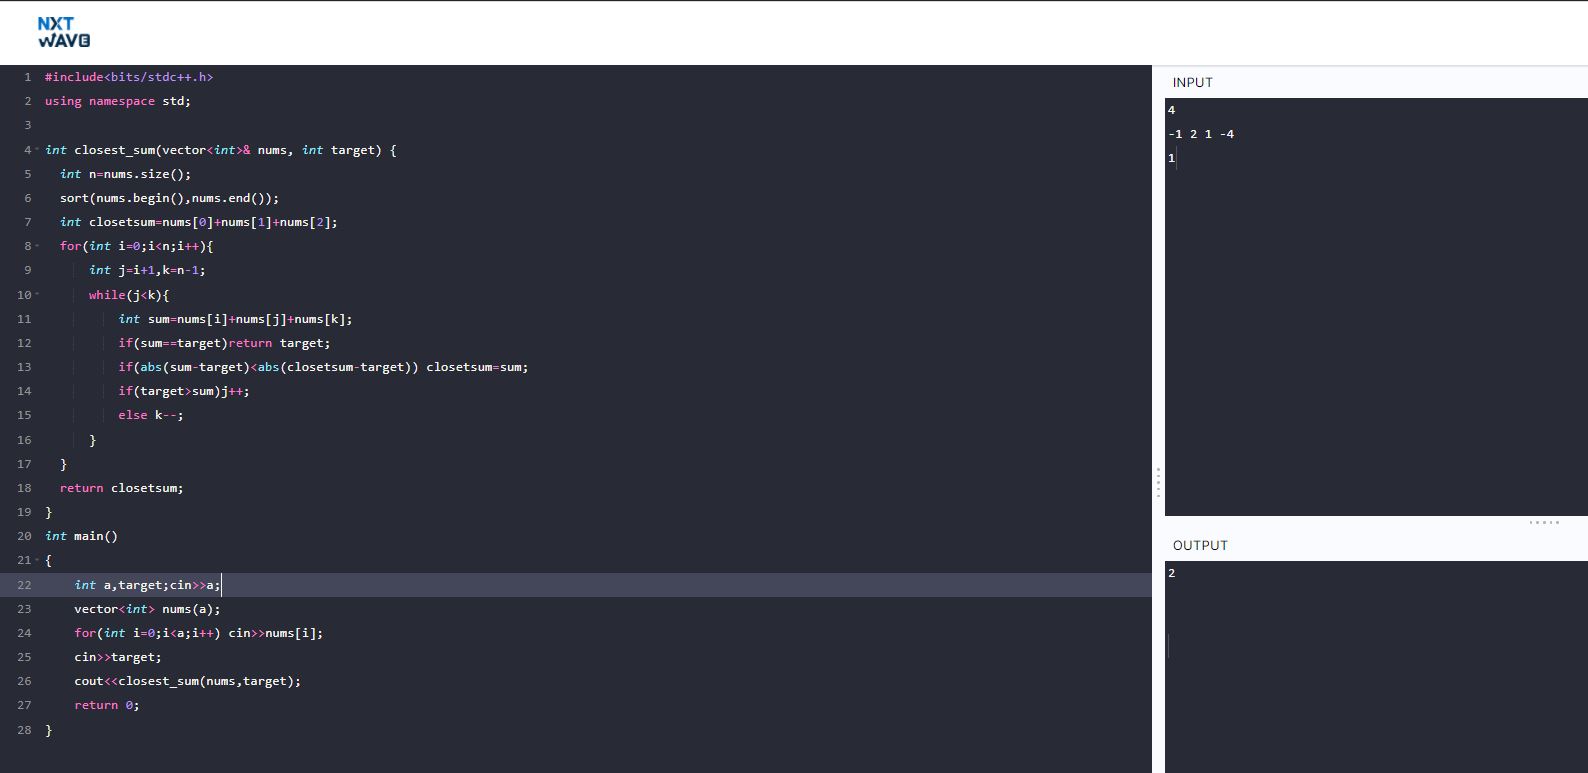 NXT
WAVE
1 #include<bits/stdc++.h>
2 using namespace std;
3
4 int closest_sum(vector<int>& nums, int target) {
5 int n=nums.size();
6 sort(nums.begin(),nums.end());
7 int closetsum=nums[0]+nums[1]+nums[2];
8 for(int i=0;i<n;i++){
9 int j=i+1,k=n-1;
10 while(j<k){
11 int sum=nums[i]+nums[j]+nums[k];
12 if(sum==target)return target;
13 if(abs(sum-target)<abs(closetsum-target)) closetsum=sum;
14 if(target>sum)j++;
15 else k--;
16 }
17 }
18 return closetsum;
19 }
20 int main()
21 {
22 int a,target;cin>>a;
23 vector<int> nums(a);
24 for(int i=0;i<a;i++) cin>>nums[i];
25 cin>>target;
26 cout<<closest_sum(nums,target);
27 return 0;
28 }
INPUT
4
-1 2 1 -4
1
OUTPUT
2